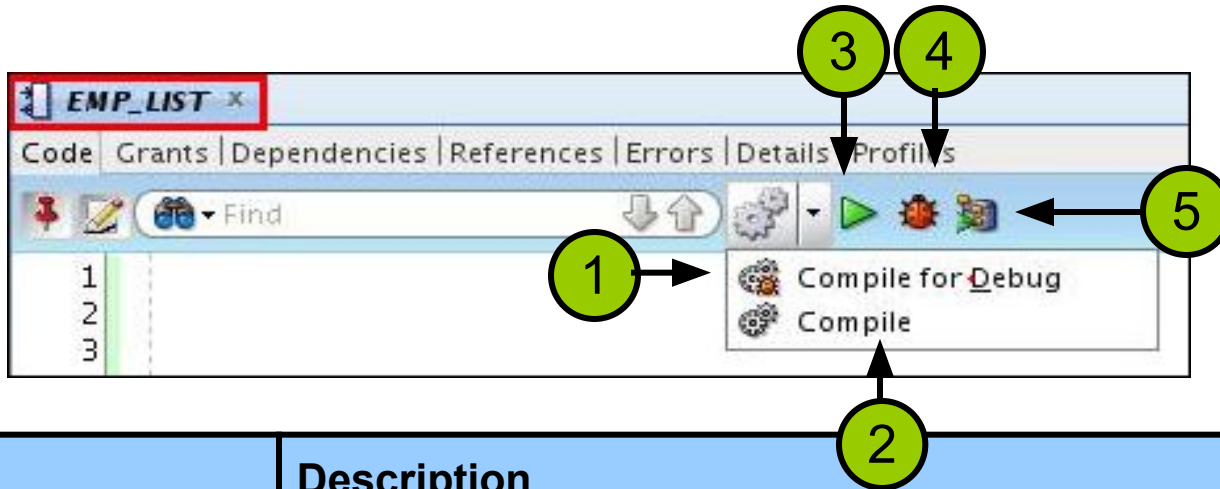 3 4
EMP_LIST
Code Grants Dependencies References Errors Details Profiles
Find
5
1
1 Compile for Debug
2 Compile
3
2
Description